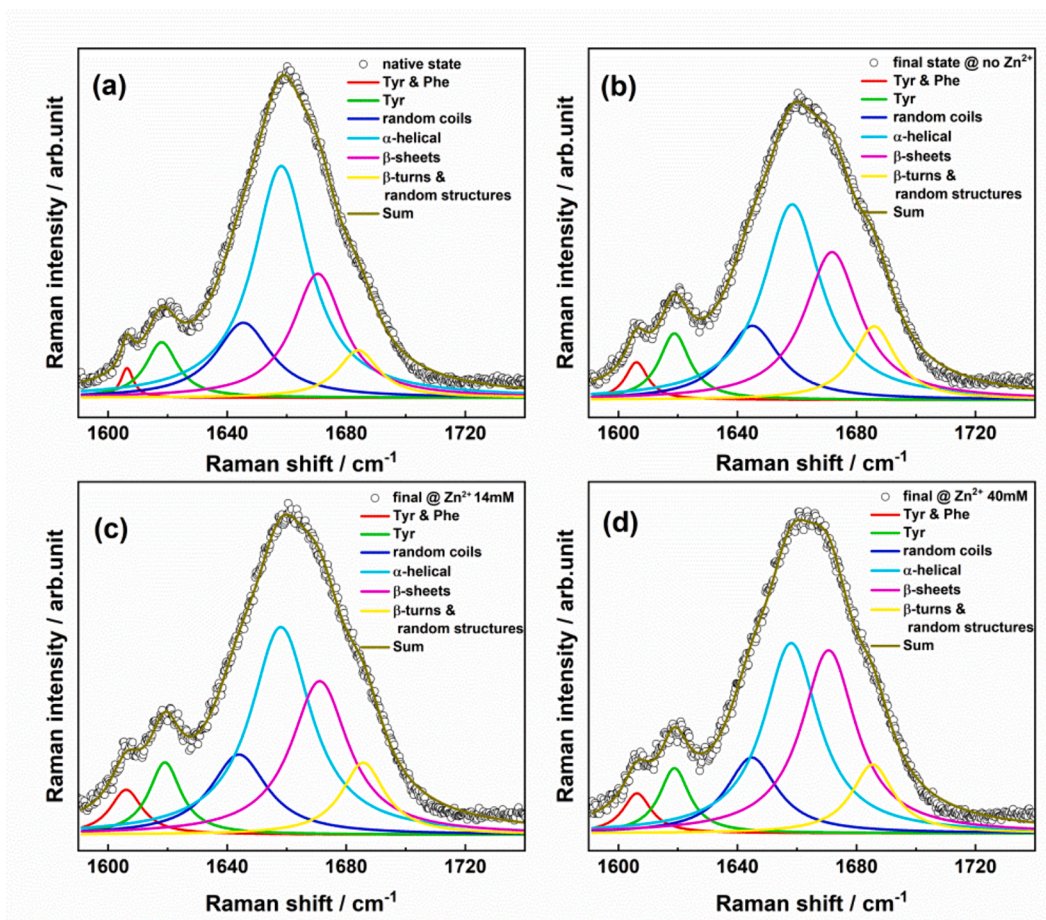 (a)
native state
Tyr & Phe
Tyr
random coils
α-helical
β-sheets
β-turns &
random structures
Sum
Raman intensity / arb.unit
1600 1640 1680 1720
Raman shift / cm⁻¹
(b)
final state @ no Zn²⁺
Tyr & Phe
Tyr
random coils
α-helical
β-sheets
β-turns &
random structures
Sum
Raman intensity / arb.unit
1600 1640 1680 1720
Raman shift / cm⁻¹
(c)
final @ Zn²⁺ 14mM
Tyr & Phe
Tyr
random coils
α-helical
β-sheets
β-turns &
random structures
Sum
Raman intensity / arb.unit
1600 1640 1680 1720
Raman shift / cm⁻¹
(d)
final @ Zn²⁺ 40mM
Tyr & Phe
Tyr
random coils
α-helical
β-sheets
β-turns &
random structures
Sum
Raman intensity / arb.unit
1600 1640 1680 1720
Raman shift / cm⁻¹